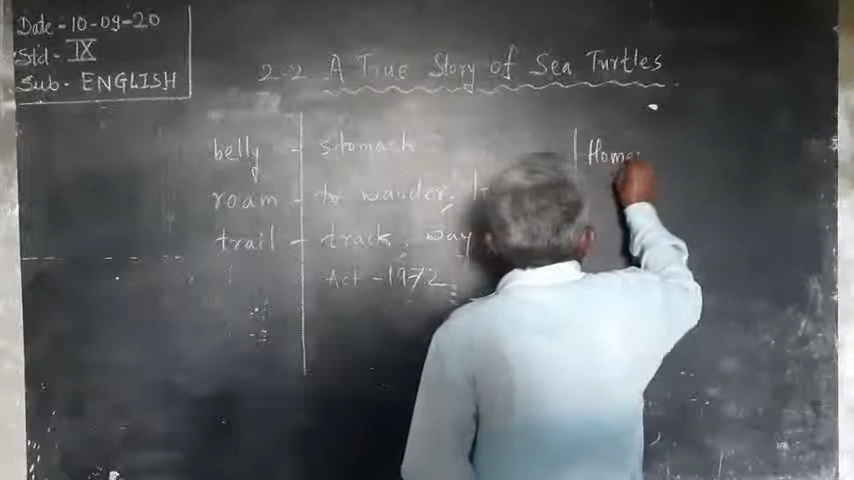 Date - 10-09-20
Std - IX
Sub - ENGLISH
2.2 A True Story of Sea Turtles
belly - stomach
roam - to wander.
trail - track, way
Act - 1972
Home